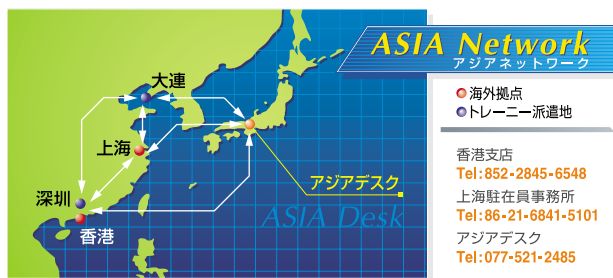 ASIA Network
アジアネットワーク
大連
上海
深圳
香港
アジアデスク
ASIA Desk
海外拠点
トレーニー派遣地
香港支店
Tel:852-2845-6548
上海駐在員事務所
Tel:86-21-6841-5101
アジアデスク
Tel:077-521-2485